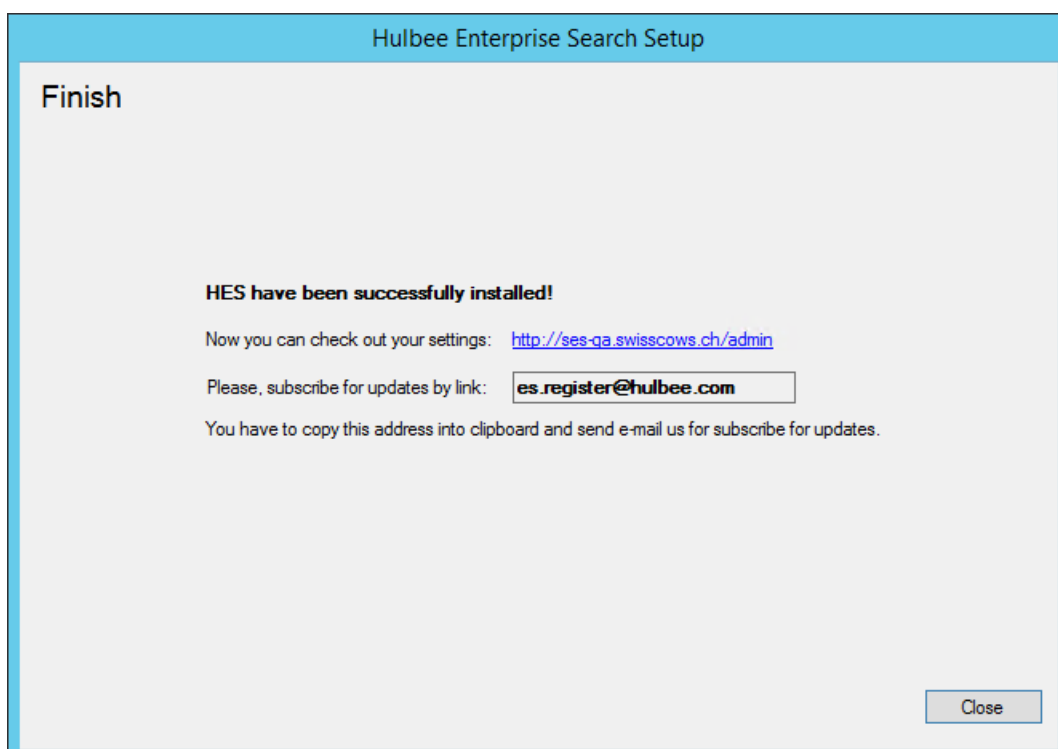 Hulbee Enterprise Search Setup
Finish
HES have been successfully installed!
Now you can check out your settings: http://ses-qa.swisscows.ch/admin
Please, subscribe for updates by link: es.register@hulbee.com
You have to copy this address into clipboard and send e-mail us for subscribe for updates.
Close